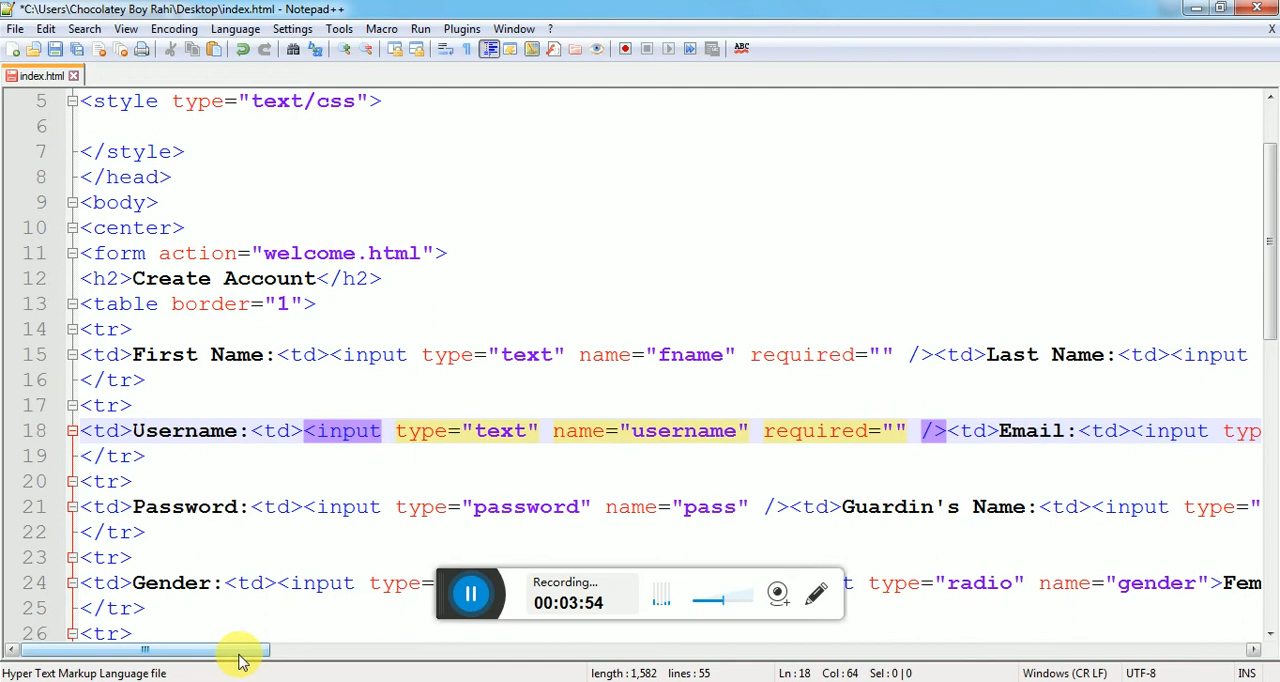 *C:\Users\Chocolatey Boy Rahi\Desktop\index.html - Notepad++
File Edit Search View Encoding Language Settings Tools Macro Run Plugins Window ? X
ABC
index.html
5 <style type="text/css">
6
7 </style>
8 </head>
9 <body>
10 <center>
11 <form action="welcome.html">
12 <h2>Create Account</h2>
13 <table border="1">
14 <tr>
15 <td>First Name:<td><input type="text" name="fname" required="" /><td>Last Name:<td><input
16 </tr>
17 <tr>
18 <td>Username:<td><input type="text" name="username" required="" /><td>Email:<td><input typ
19 </tr>
20 <tr>
21 <td>Password:<td><input type="password" name="pass" /><td>Guardin's Name:<td><input type="
22 </tr>
23 <tr>
24 <td>Gender:<td><input type= t type="radio" name="gender">Fem
25 </tr>
26 <tr>
Recording...
00:03:54
Hyper Text Markup Language file length : 1,582 lines : 55 Ln : 18 Col : 64 Sel : 0 | 0 Windows (CR LF) UTF-8 INS